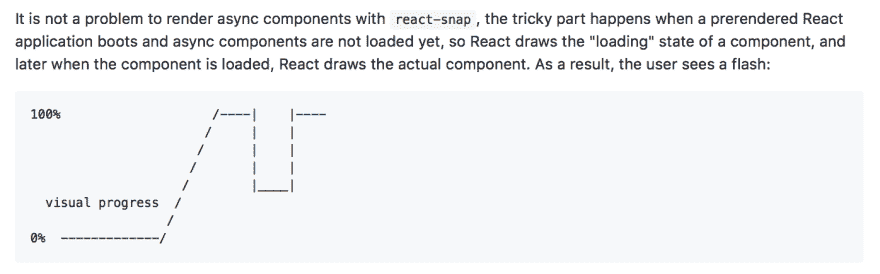 It is not a problem to render async components with react-snap , the tricky part happens when a prerendered React
application boots and async components are not loaded yet, so React draws the "loading" state of a component, and
later when the component is loaded, React draws the actual component. As a result, the user sees a flash:
100%                    /----|    |----
                       /     |    |
                      /      |    |
                     /       |    |
                    /        |____|
  visual progress  /
                  /
0%  -------------/